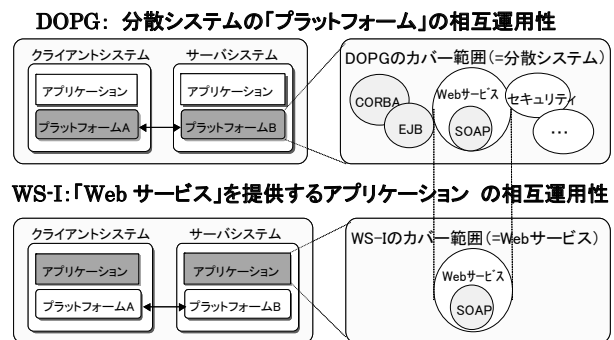 DOPG: 分散システムの「プラットフォーム」の相互運用性
クライアントシステム
サーバシステム
アプリケーション
アプリケーション
プラットフォームA
プラットフォームB
DOPGのカバー範囲(=分散システム)
CORBA
EJB
Webサービス
SOAP
セキュリティ
…
WS-I:「Web サービス」を提供するアプリケーション の相互運用性
クライアントシステム
サーバシステム
アプリケーション
アプリケーション
プラットフォームA
プラットフォームB
WS-Iのカバー範囲(=Webサービス)
Webサービス
SOAP